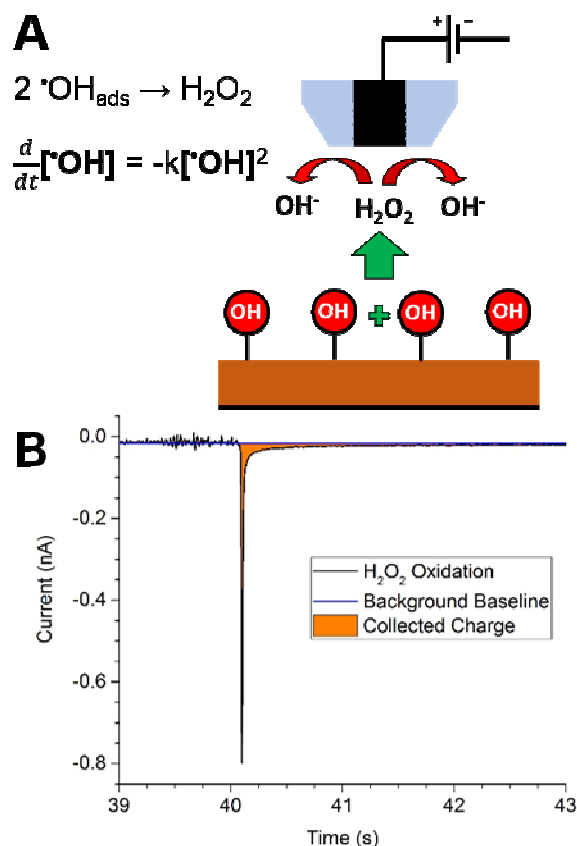 A
+ −
2 •OHads → H2O2
d/dt[•OH] = -k[•OH]²
OH- H2O2 OH-
OH OH + OH OH
B
0.0
-0.2
-0.4
-0.6
-0.8
Current (nA)
H2O2 Oxidation
Background Baseline
Collected Charge
39 40 41 42 43
Time (s)